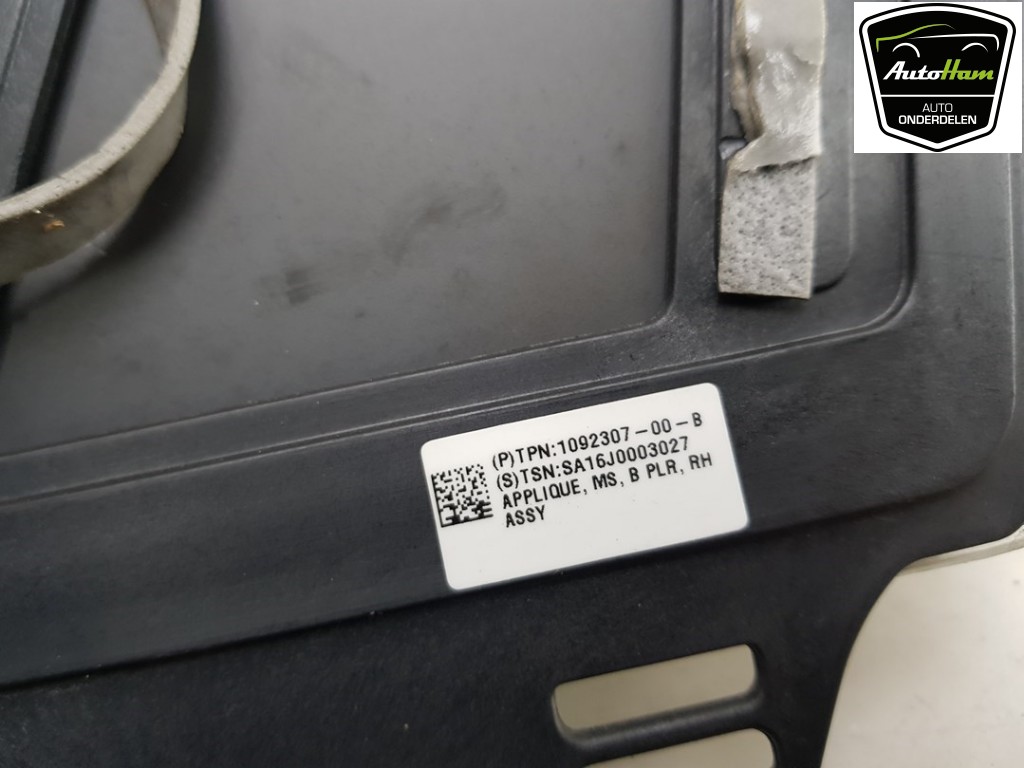 AutoHam
AUTO
ONDERDELEN
(P)TPN:1092307-00-B
(S)TSN:SA16J0003027
APPLIQUE, MS, B PLR, RH
ASSY